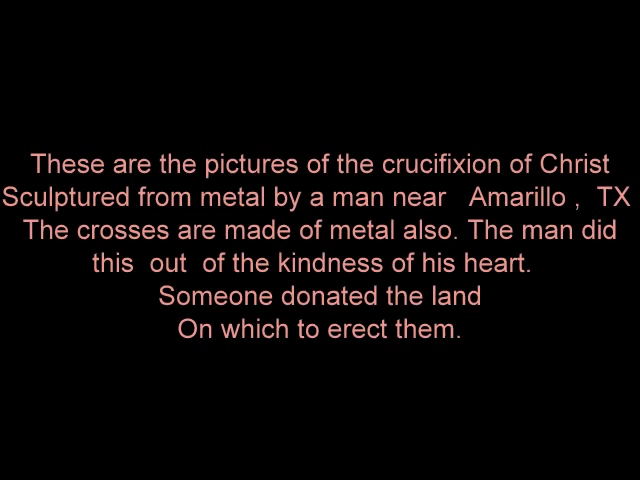 These are the pictures of the crucifixion of Christ
Sculptured from metal by a man near   Amarillo ,  TX
The crosses are made of metal also. The man did
this  out  of the kindness of his heart.
Someone donated the land
On which to erect them.